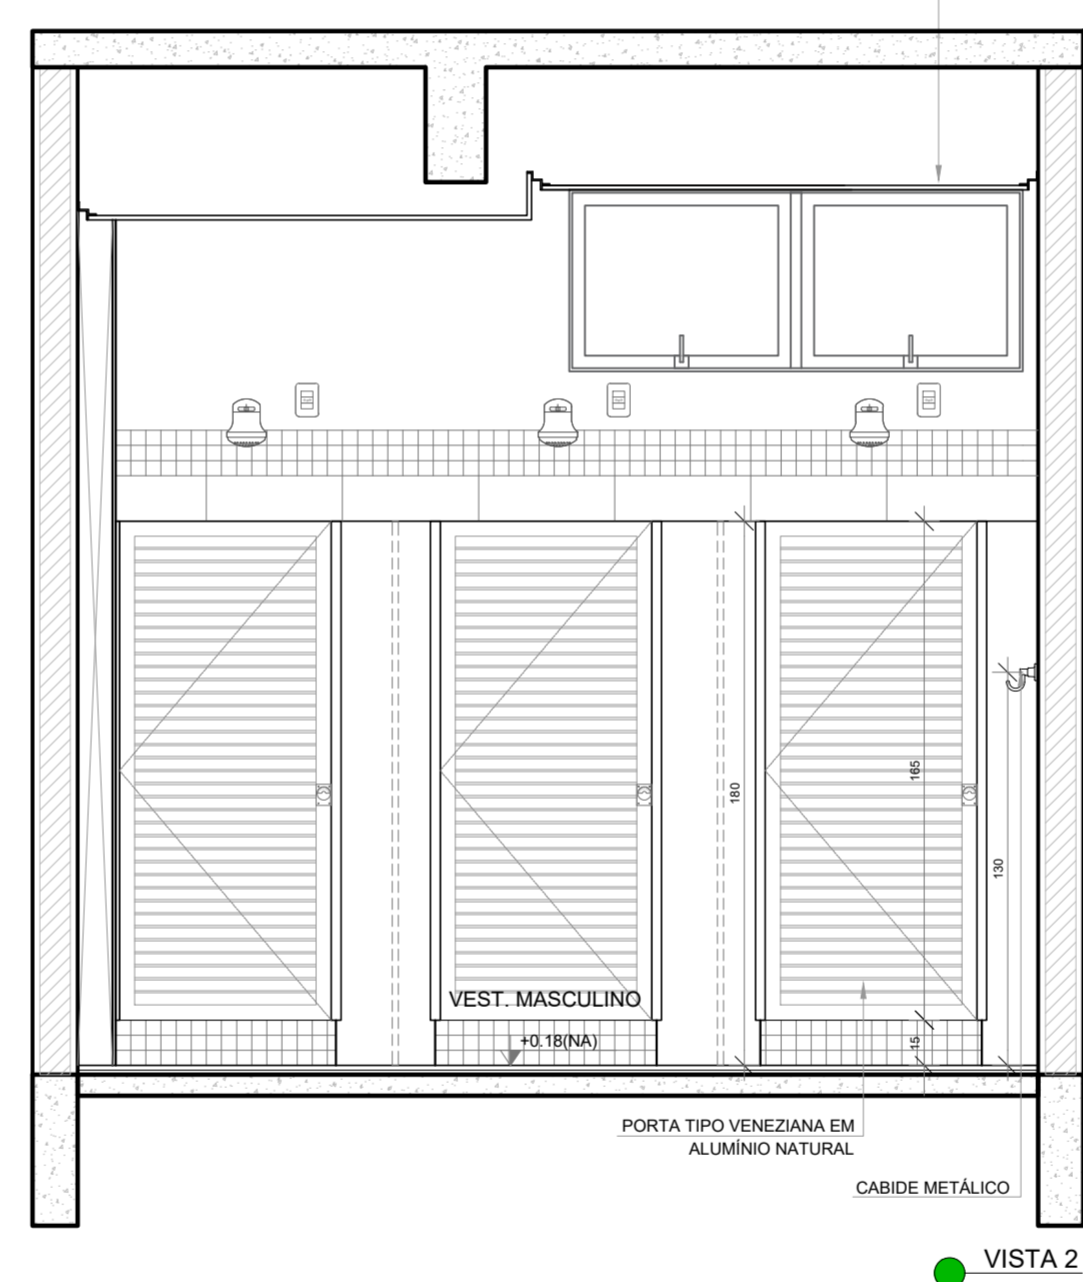 165
180
130
VEST. MASCULINO
+0.18(NA)
15
PORTA TIPO VENEZIANA EM
ALUMÍNIO NATURAL
CABIDE METÁLICO
VISTA 2